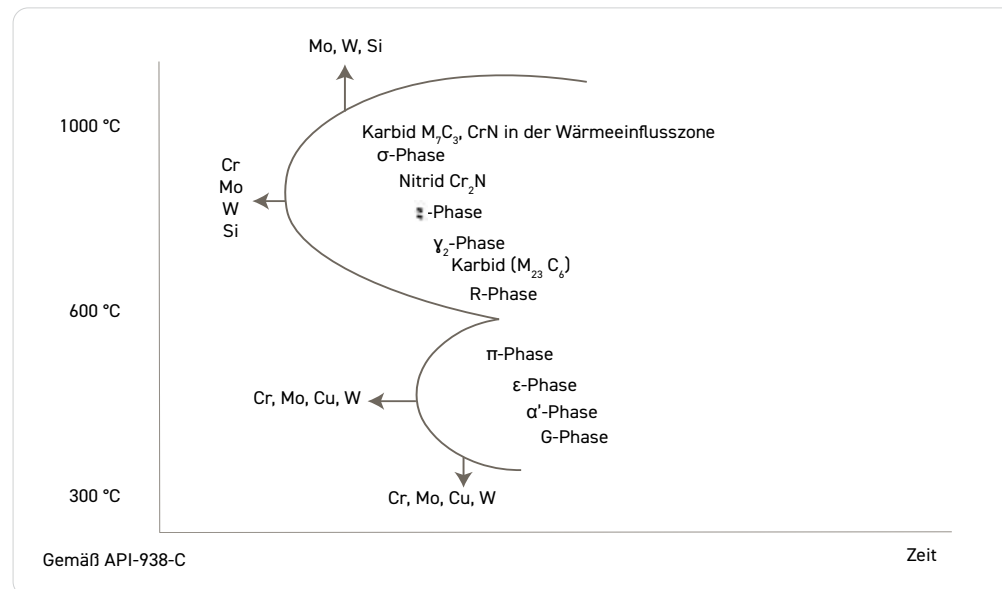 Mo, W, Si
1000 °C
Karbid M₇C₃, CrN in der Wärmeeinflusszone
σ-Phase
Cr
Mo
W
Si
Nitrid Cr₂N
-Phase
ɣ₂-Phase
Karbid (M₂₃ C₆)
R-Phase
600 °C
π-Phase
ε-Phase
Cr, Mo, Cu, W
α'-Phase
G-Phase
300 °C
Cr, Mo, Cu, W
Gemäß API-938-C
Zeit